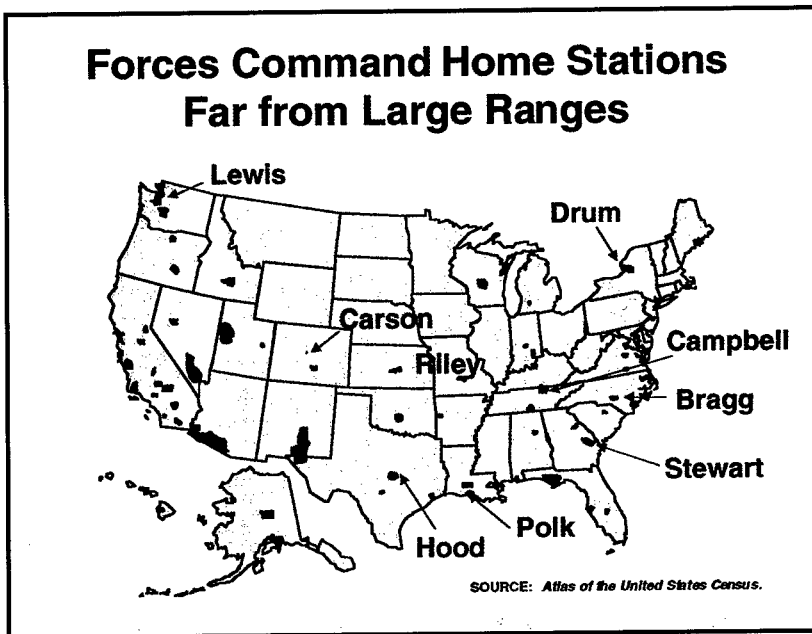 Forces Command Home Stations
Far from Large Ranges
Lewis
Drum
Carson
Riley
Campbell
Bragg
Stewart
Polk
Hood
SOURCE: Atlas of the United States Census.